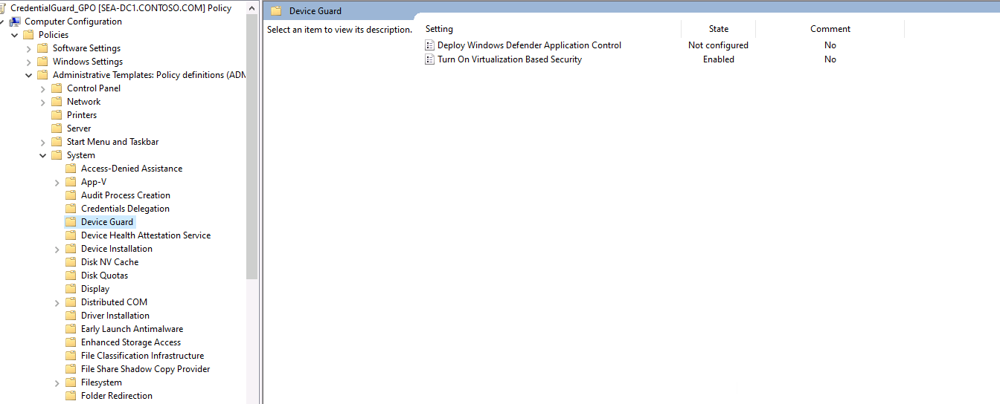 CredentialGuard_GPO [SEA-DC1.CONTOSO.COM] Policy
Computer Configuration
Policies
Software Settings
Windows Settings
Administrative Templates: Policy definitions (ADM
Control Panel
Network
Printers
Server
Start Menu and Taskbar
System
Access-Denied Assistance
App-V
Audit Process Creation
Credentials Delegation
Device Guard
Device Health Attestation Service
Device Installation
Disk NV Cache
Disk Quotas
Display
Distributed COM
Driver Installation
Early Launch Antimalware
Enhanced Storage Access
File Classification Infrastructure
File Share Shadow Copy Provider
Filesystem
Folder Redirection
Device Guard
Select an item to view its description.
Setting State Comment
Deploy Windows Defender Application Control Not configured No
Turn On Virtualization Based Security Enabled No